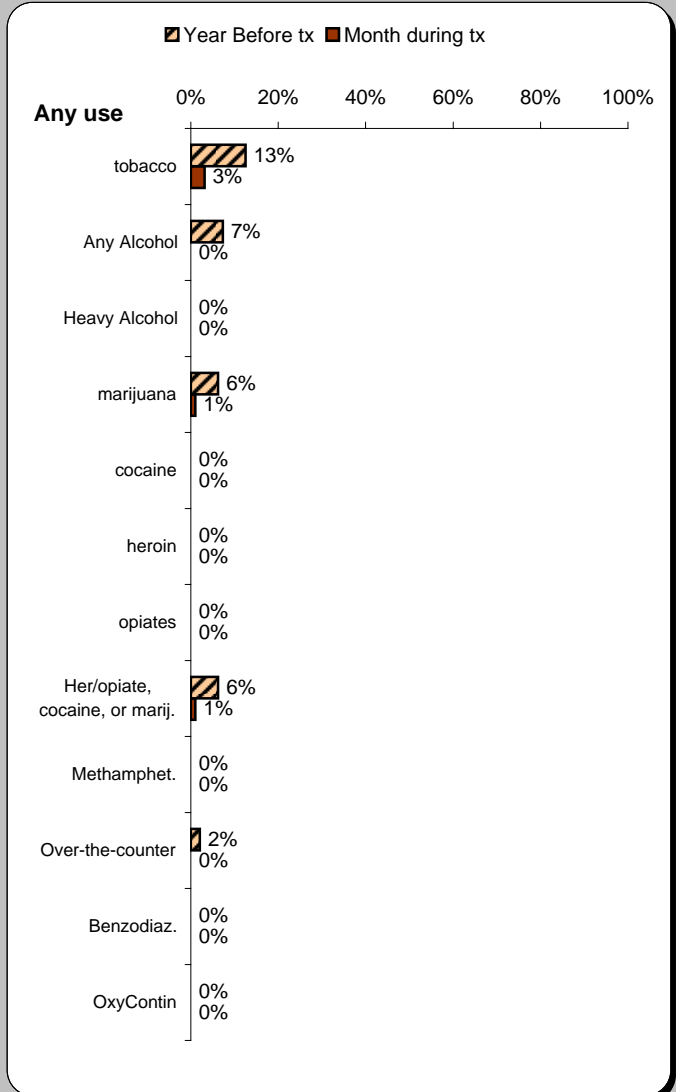 Year Before tx Month during tx
0% 20% 40% 60% 80% 100%
Any use
tobacco 13%
3%
Any Alcohol 7%
0%
Heavy Alcohol 0%
0%
marijuana 6%
1%
cocaine 0%
0%
heroin 0%
0%
opiates 0%
0%
Her/opiate, 6%
cocaine, or marij. 1%
Methamphet. 0%
0%
Over-the-counter 2%
0%
Benzodiaz. 0%
0%
OxyContin 0%
0%